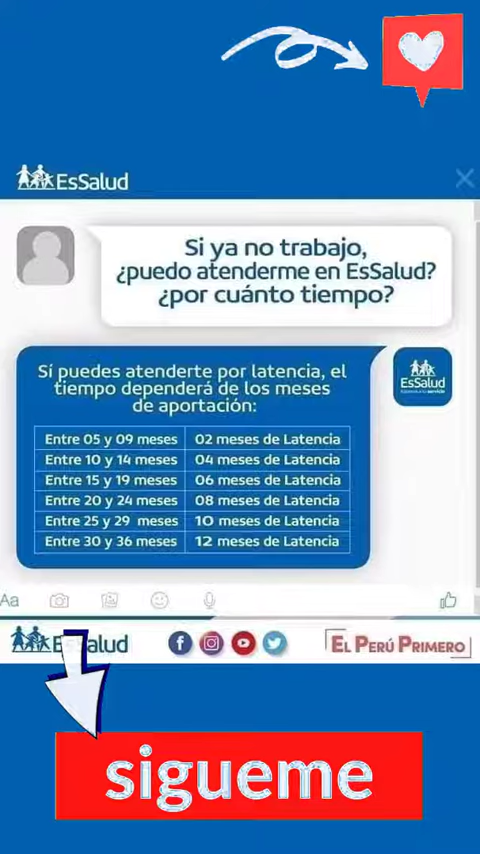 EsSalud
Si ya no trabajo,
¿puedo atenderme en EsSalud?
¿por cuánto tiempo?
Sí puedes atenderte por latencia, el
tiempo dependerá de los meses
de aportación:
EsSalud
Entre 05 y 09 meses 02 meses de Latencia
Entre 10 y 14 meses 04 meses de Latencia
Entre 15 y 19 meses 06 meses de Latencia
Entre 20 y 24 meses 08 meses de Latencia
Entre 25 y 29 meses 10 meses de Latencia
Entre 30 y 36 meses 12 meses de Latencia
Aa
EsSalud
EL PERÚ PRIMERO
sigueme